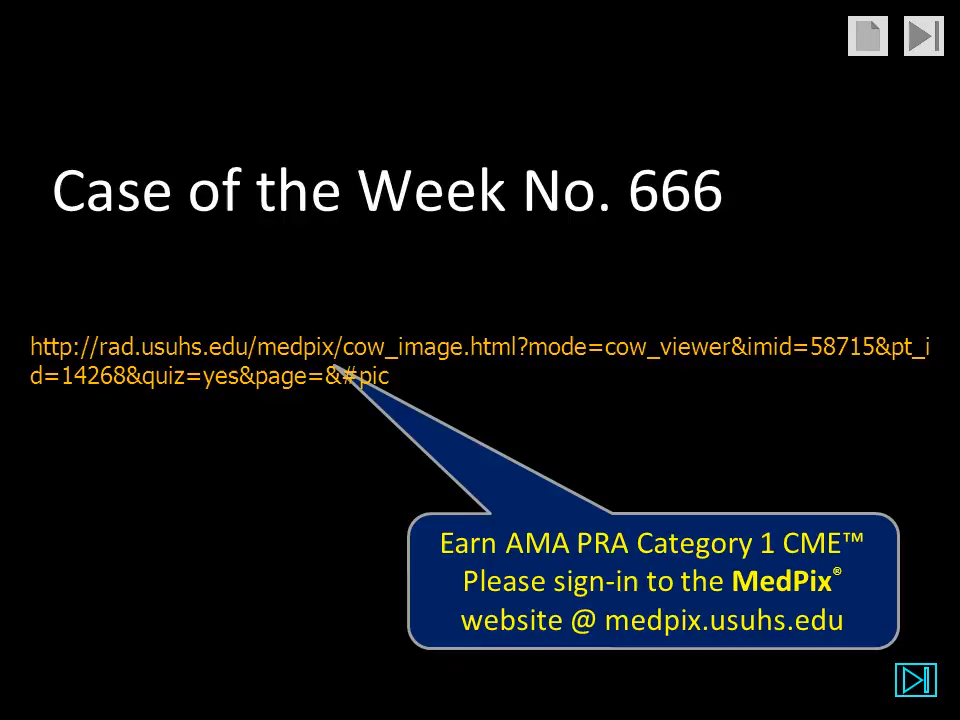 Case of the Week No. 666
http://rad.usuhs.edu/medpix/cow_image.html?mode=cow_viewer&imid=58715&pt_i
d=14268&quiz=yes&page=&#pic
Earn AMA PRA Category 1 CME™
Please sign-in to the MedPix®
website @ medpix.usuhs.edu